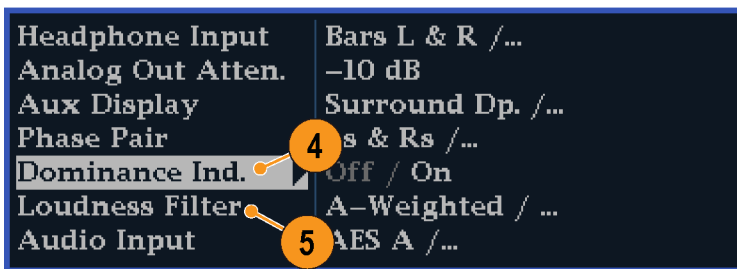 Headphone Input Bars L & R /...
Analog Out Atten. –10 dB
Aux Display Surround Dp. /...
Phase Pair & Rs /...
4
Dominance Ind. Off / On
Loudness Filter A–Weighted / ...
5
Audio Input AES A /...